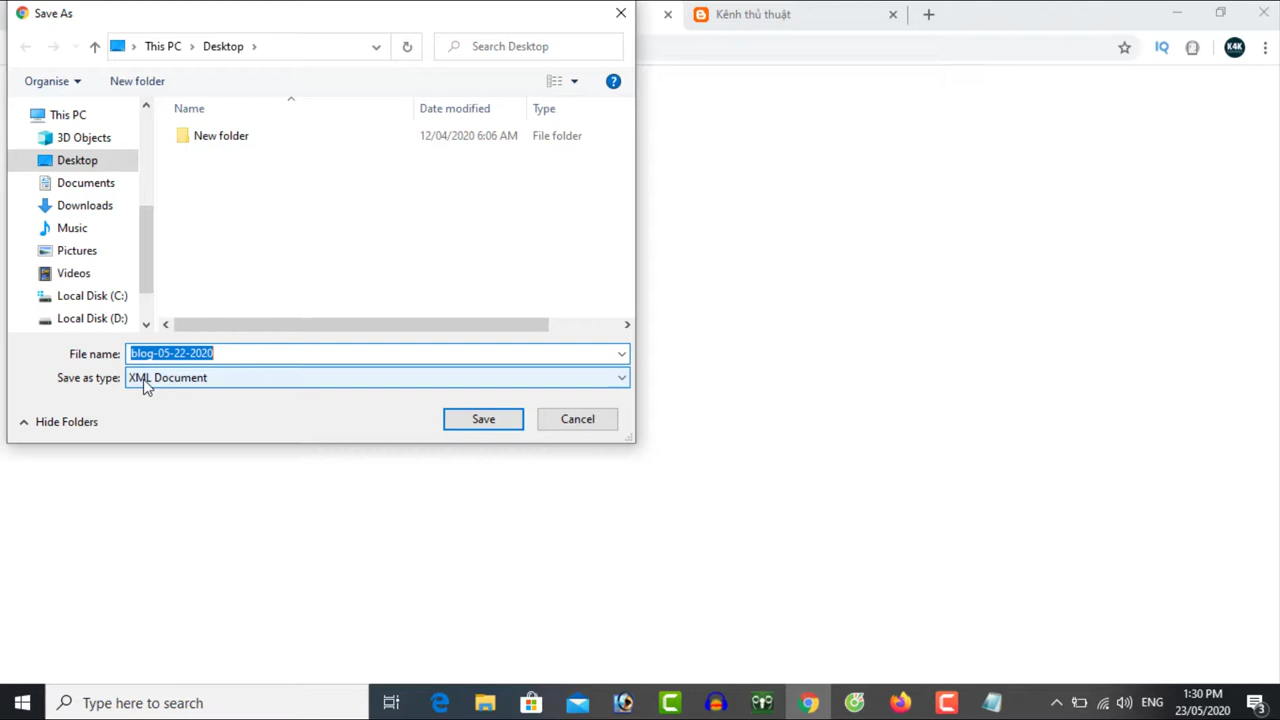 Save As
Kênh thủ thuật
This PC
Desktop
Search Desktop
IQ
K4K
Organise
New folder
Name
Date modified
Type
This PC
New folder
12/04/2020 6:06 AM
File folder
3D Objects
Desktop
Documents
Downloads
Music
Pictures
Videos
Local Disk (C:)
Local Disk (D:)
File name:
blog-05-22-2020
Save as type:
XML Document
Hide Folders
Save
Cancel
Type here to search
ENG
1:30 PM
23/05/2020
3